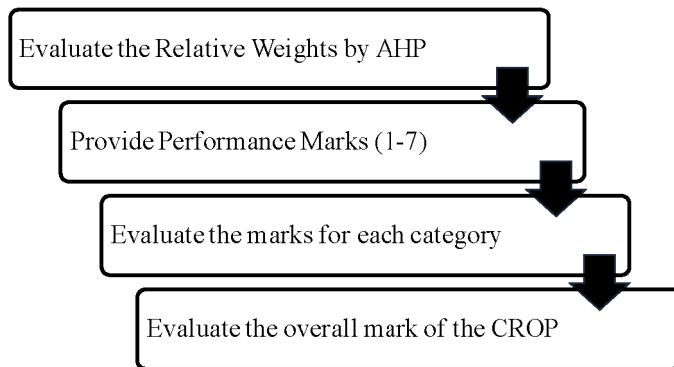 Evaluate the Relative Weights by AHP
Provide Performance Marks (1-7)
Evaluate the marks for each category
Evaluate the overall mark of the CROP